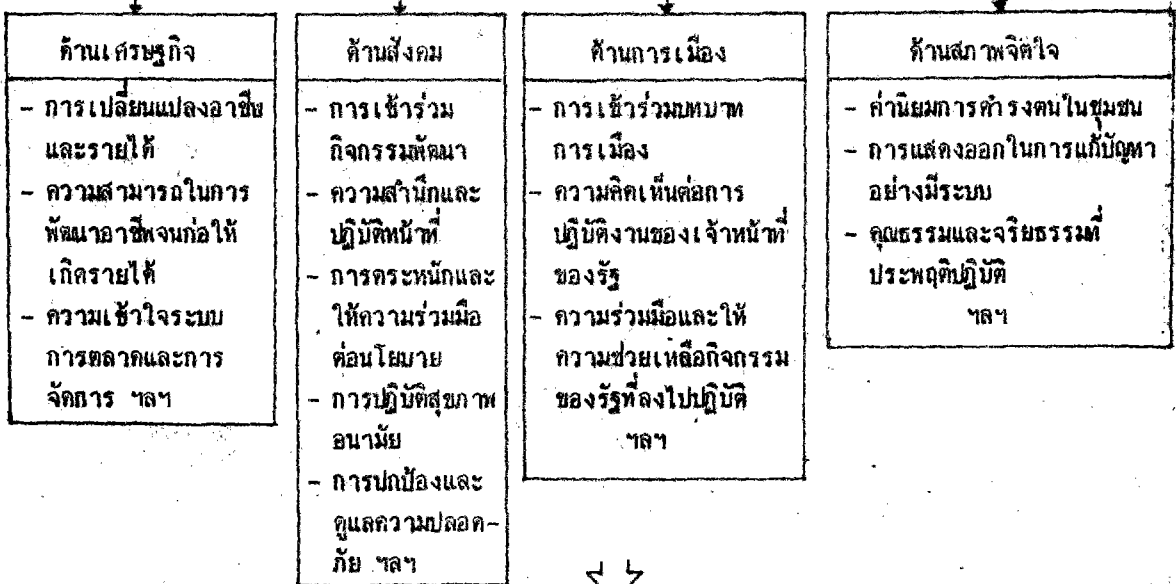 ด้านเศรษฐกิจ
- การเปลี่ยนแปลงอาชีพ
และรายได้
- ความสามารถในการ
พัฒนาอาชีพจนก่อให้
เกิดรายได้
- ความเข้าใจระบบ
การตลาดและการ
จัดการ ฯลฯ
ด้านสังคม
- การเข้าร่วม
กิจกรรมพัฒนา
- ความสำนึกและ
ปฏิบัติหน้าที่
- การตระหนักและ
ให้ความร่วมมือ
ต่อนโยบาย
- การปฏิบัติสุขภาพ
อนามัย
- การปกป้องและ
ดูแลความปลอด-
ภัย ฯลฯ
ด้านการเมือง
- การเข้าร่วมบทบาท
การเมือง
- ความคิดเห็นต่อการ
ปฏิบัติงานของเจ้าหน้าที่
ของรัฐ
- ความร่วมมือและให้
ความช่วยเหลือกิจกรรม
ของรัฐที่ลงไปปฏิบัติ
ฯลฯ
ด้านสภาพจิตใจ
- ค่านิยมการดำรงตนในชุมชน
- การแสดงออกในการแก้ปัญหา
อย่างมีระบบ
- คุณธรรมและจริยธรรมที่
ประพฤติปฏิบัติ
ฯลฯ